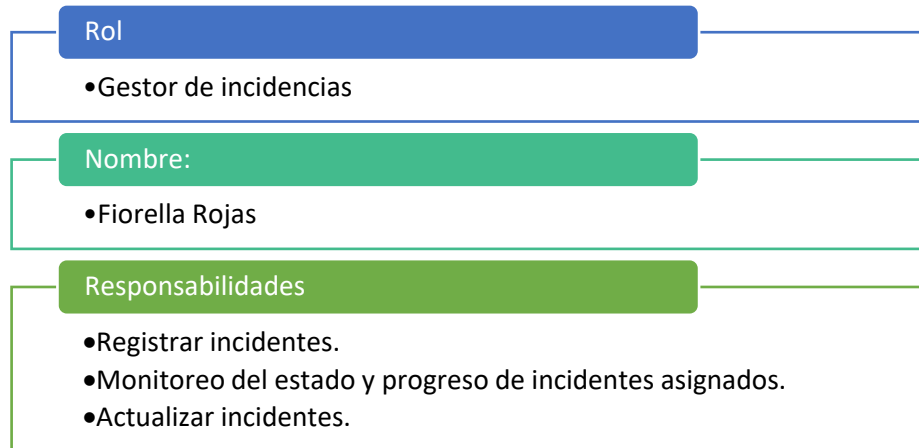 Rol
•Gestor de incidencias
Nombre:
•Fiorella Rojas
Responsabilidades
•Registrar incidentes.
•Monitoreo del estado y progreso de incidentes asignados.
•Actualizar incidentes.